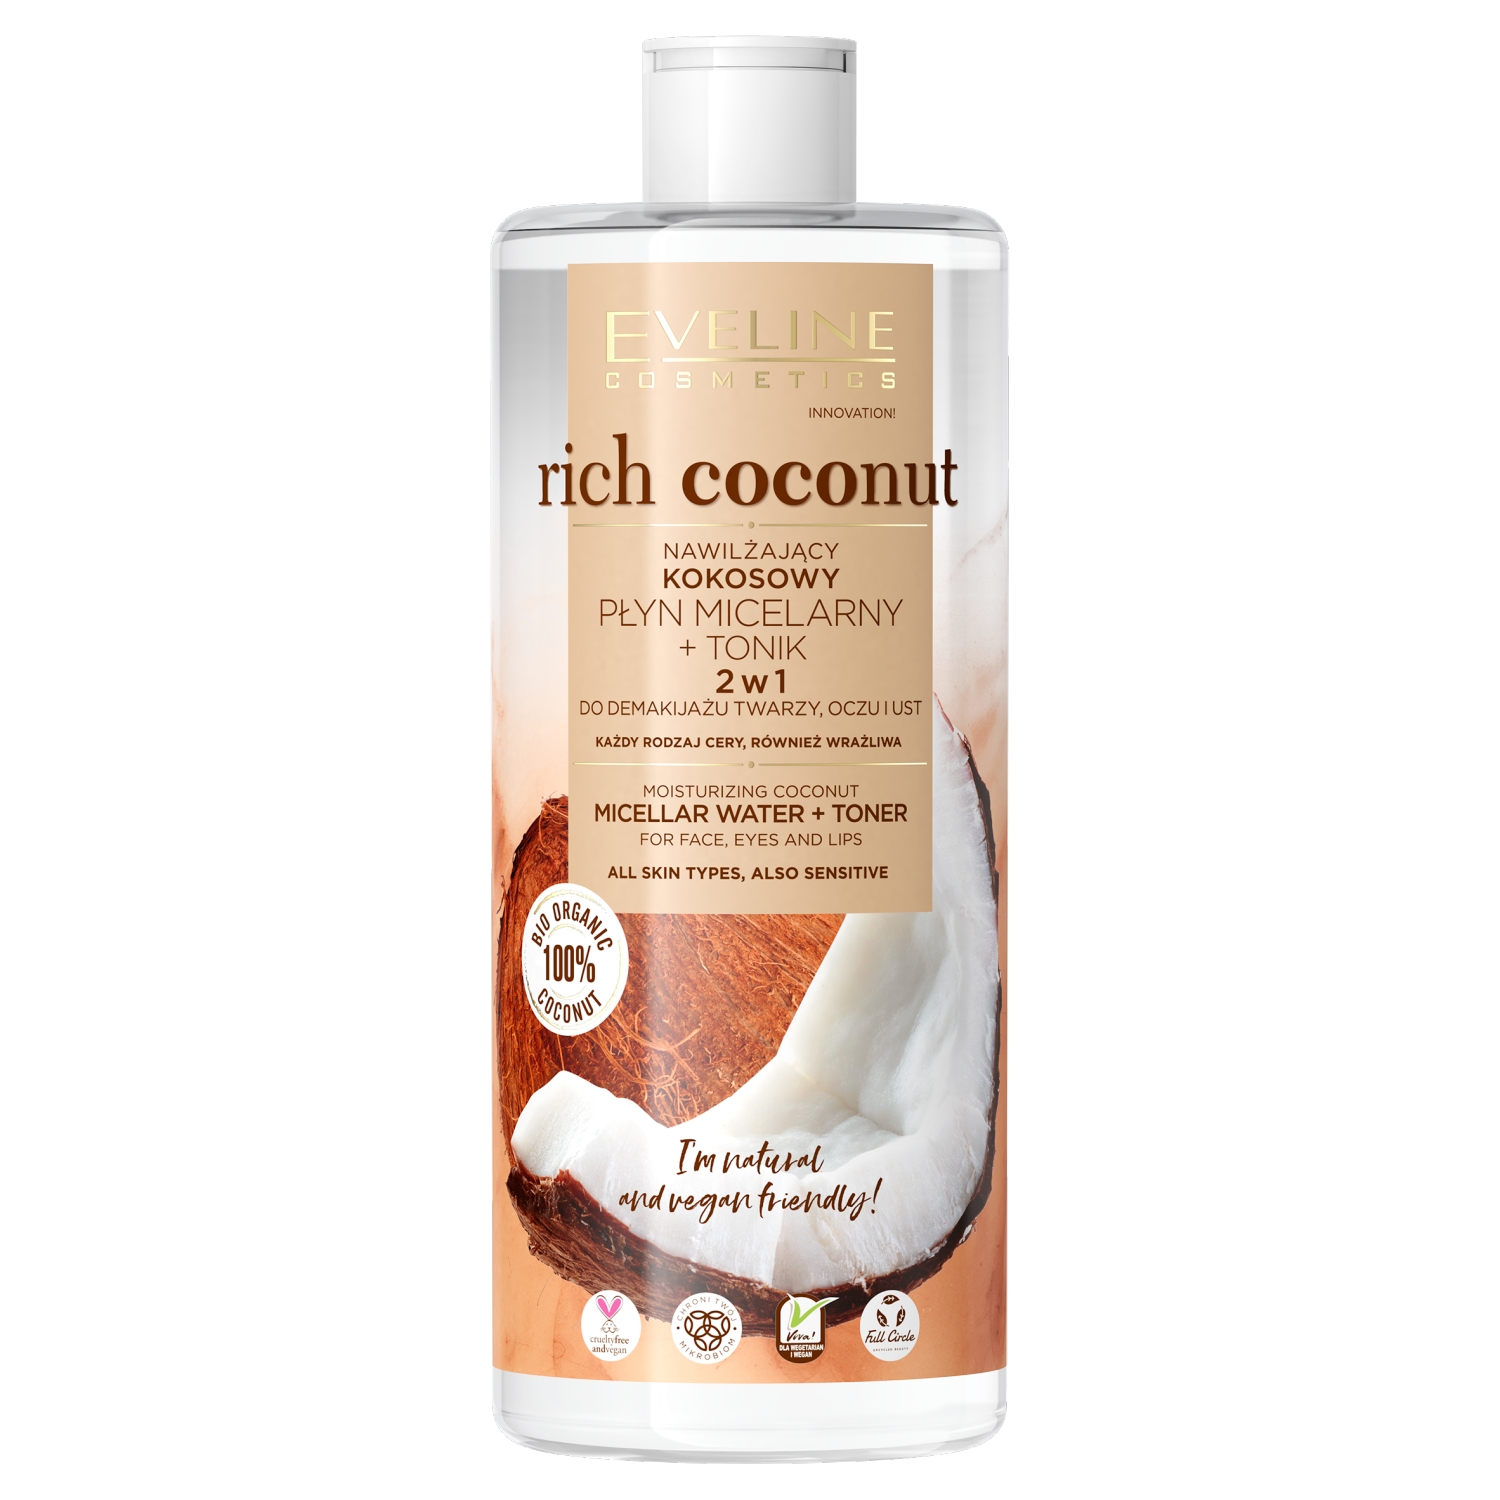 EVELINE
COSMETICS
INNOVATION!
rich coconut
NAWILŻAJĄCY
KOKOSOWY
PŁYN MICELARNY
+ TONIK
2 w 1
DO DEMAKIJAŻU TWARZY, OCZU I UST
KAŻDY RODZAJ CERY, RÓWNIEŻ WRAŻLIWA
MOISTURIZING COCONUT
MICELLAR WATER + TONER
FOR FACE, EYES AND LIPS
ALL SKIN TYPES, ALSO SENSITIVE
BIO ORGANIC
100%
COCONUT
I'm natural
and vegan friendly!
crueltyfree
andvegan
CHRONI TWÓJ
MIKROBIOM
Viva!
DLA WEGETARIAN
I WEGAN
Full Circle
UPCYCLED BEAUTY